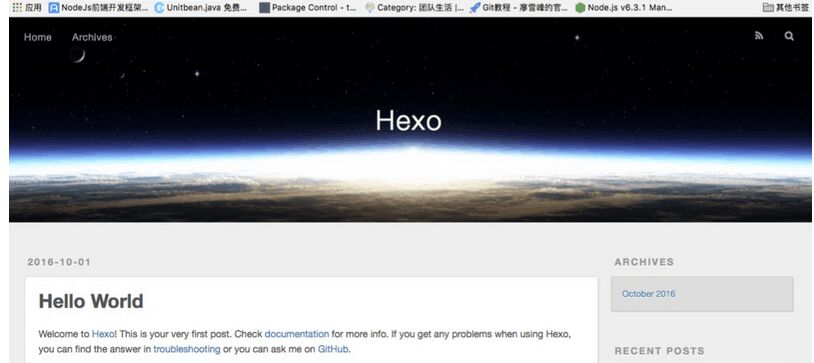 应用 NodeJs前端开发框架... Unitbean.java 免费... Package Control - t... Category: 团队生活 |... Git教程 - 廖雪峰的官... Node.js v6.3.1 Man... 其他书签
Home Archives
Hexo
2016-10-01
Hello World
Welcome to Hexo! This is your very first post. Check documentation for more info. If you get any problems when using Hexo,
you can find the answer in troubleshooting or you can ask me on GitHub.
ARCHIVES
October 2016
RECENT POSTS